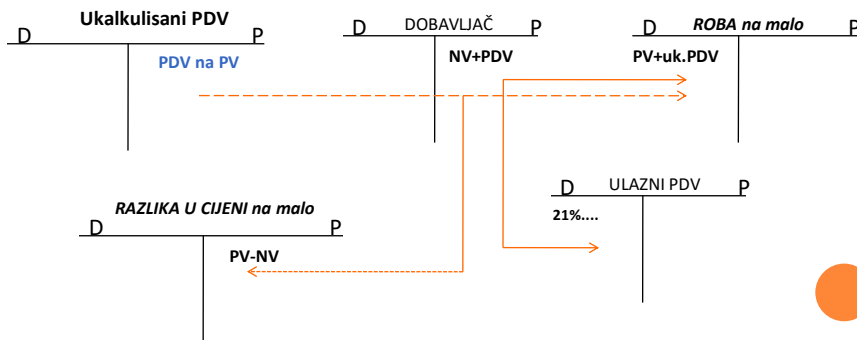 Ukalkulisani PDV
D P
PDV na PV
DOBAVLJAČ
D P
NV+PDV
ROBA na malo
D P
PV+uk.PDV
RAZLIKA U CIJENI na malo
D P
PV-NV
ULAZNI PDV
D P
21%....